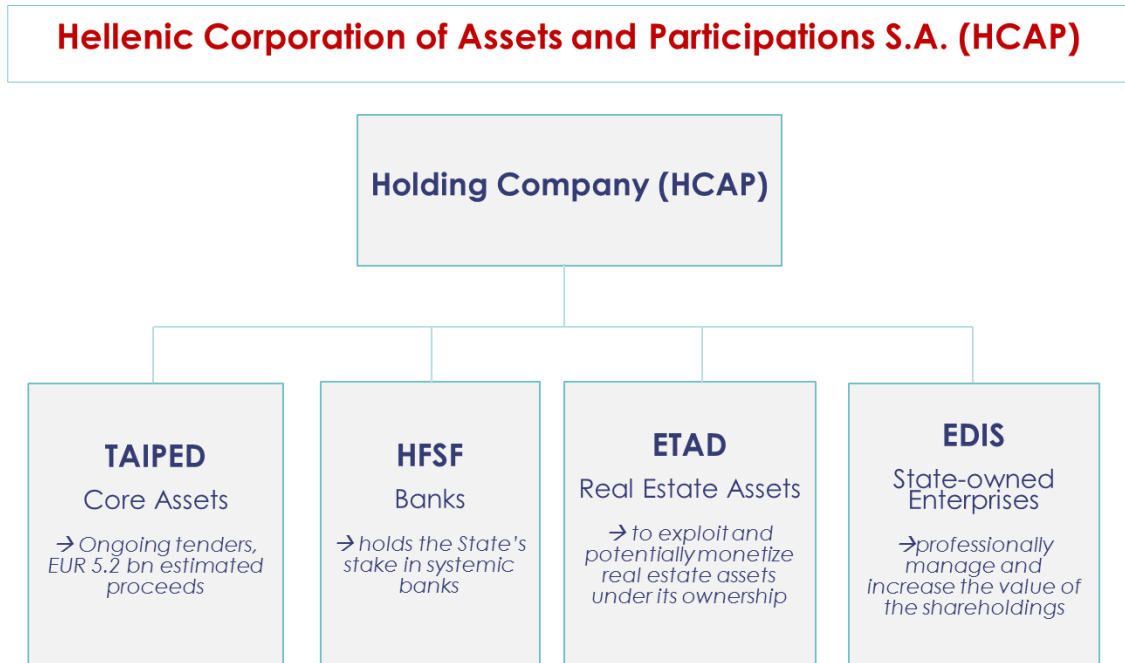 Hellenic Corporation of Assets and Participations S.A. (HCAP)
Holding Company (HCAP)
TAIPED
Core Assets
→ Ongoing tenders,
EUR 5.2 bn estimated
proceeds
HFSF
Banks
→ holds the State's
stake in systemic
banks
ETAD
Real Estate Assets
→ to exploit and
potentially monetize
real estate assets
under its ownership
EDIS
State-owned
Enterprises
→professionally
manage and
increase the value of
the shareholdings